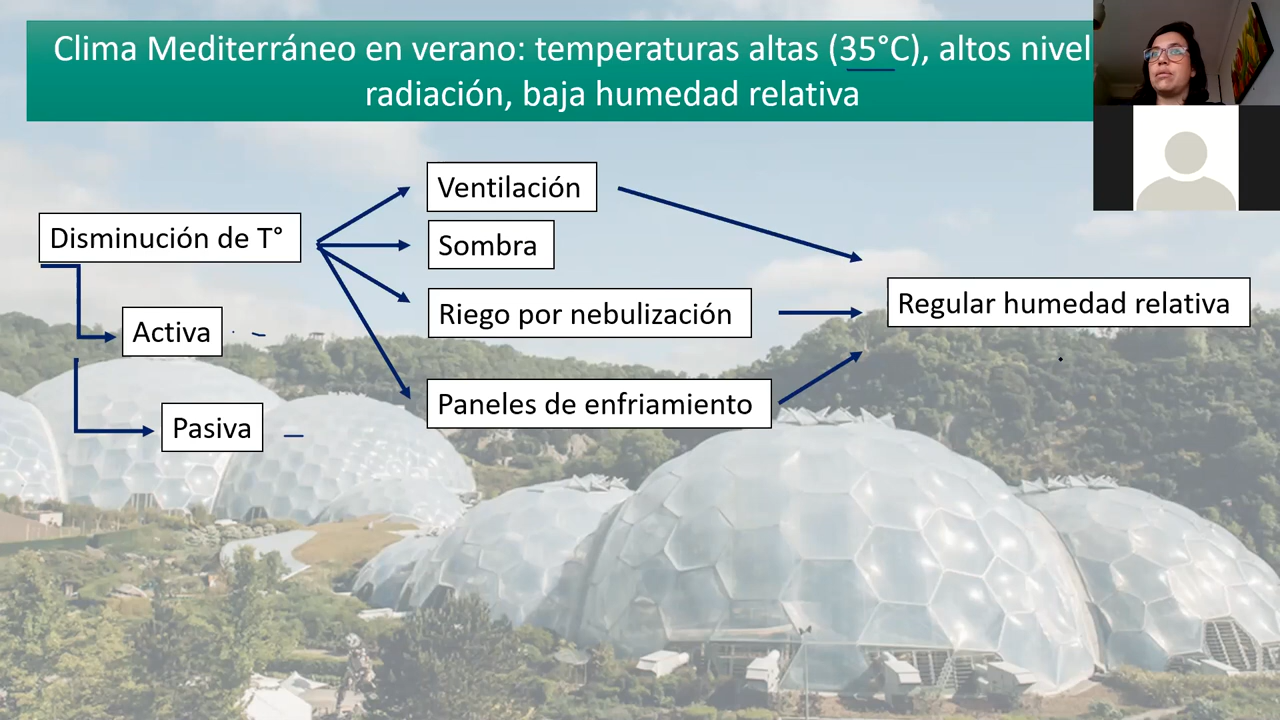 Clima Mediterráneo en verano: temperaturas altas (35°C), altos nivel
radiación, baja humedad relativa
Ventilación
Disminución de T°
Sombra
Regular humedad relativa
Riego por nebulización
Activa
Paneles de enfriamiento
Pasiva